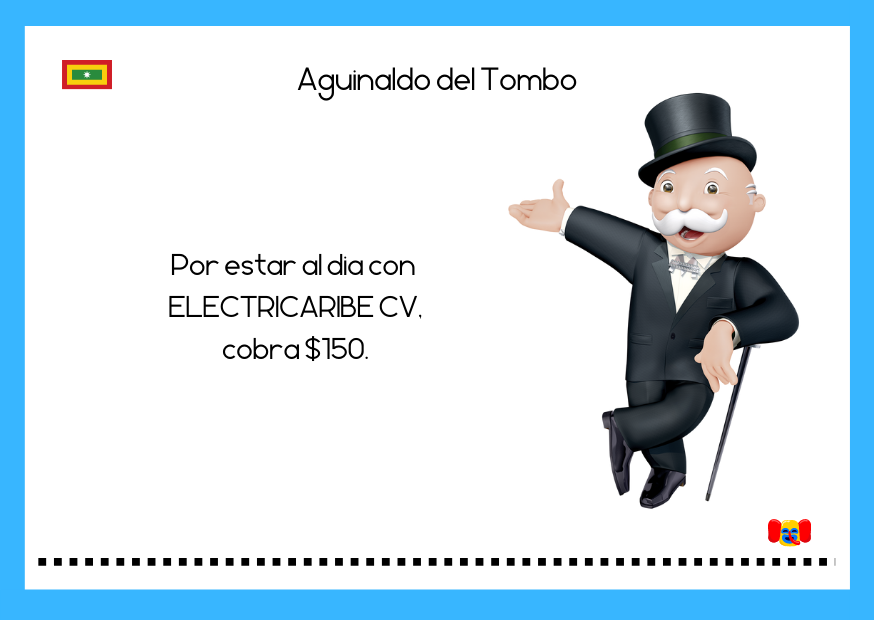 Aguinaldo del Tombo
Por estar al dia con
ELECTRICARIBE CV,
cobra $150.